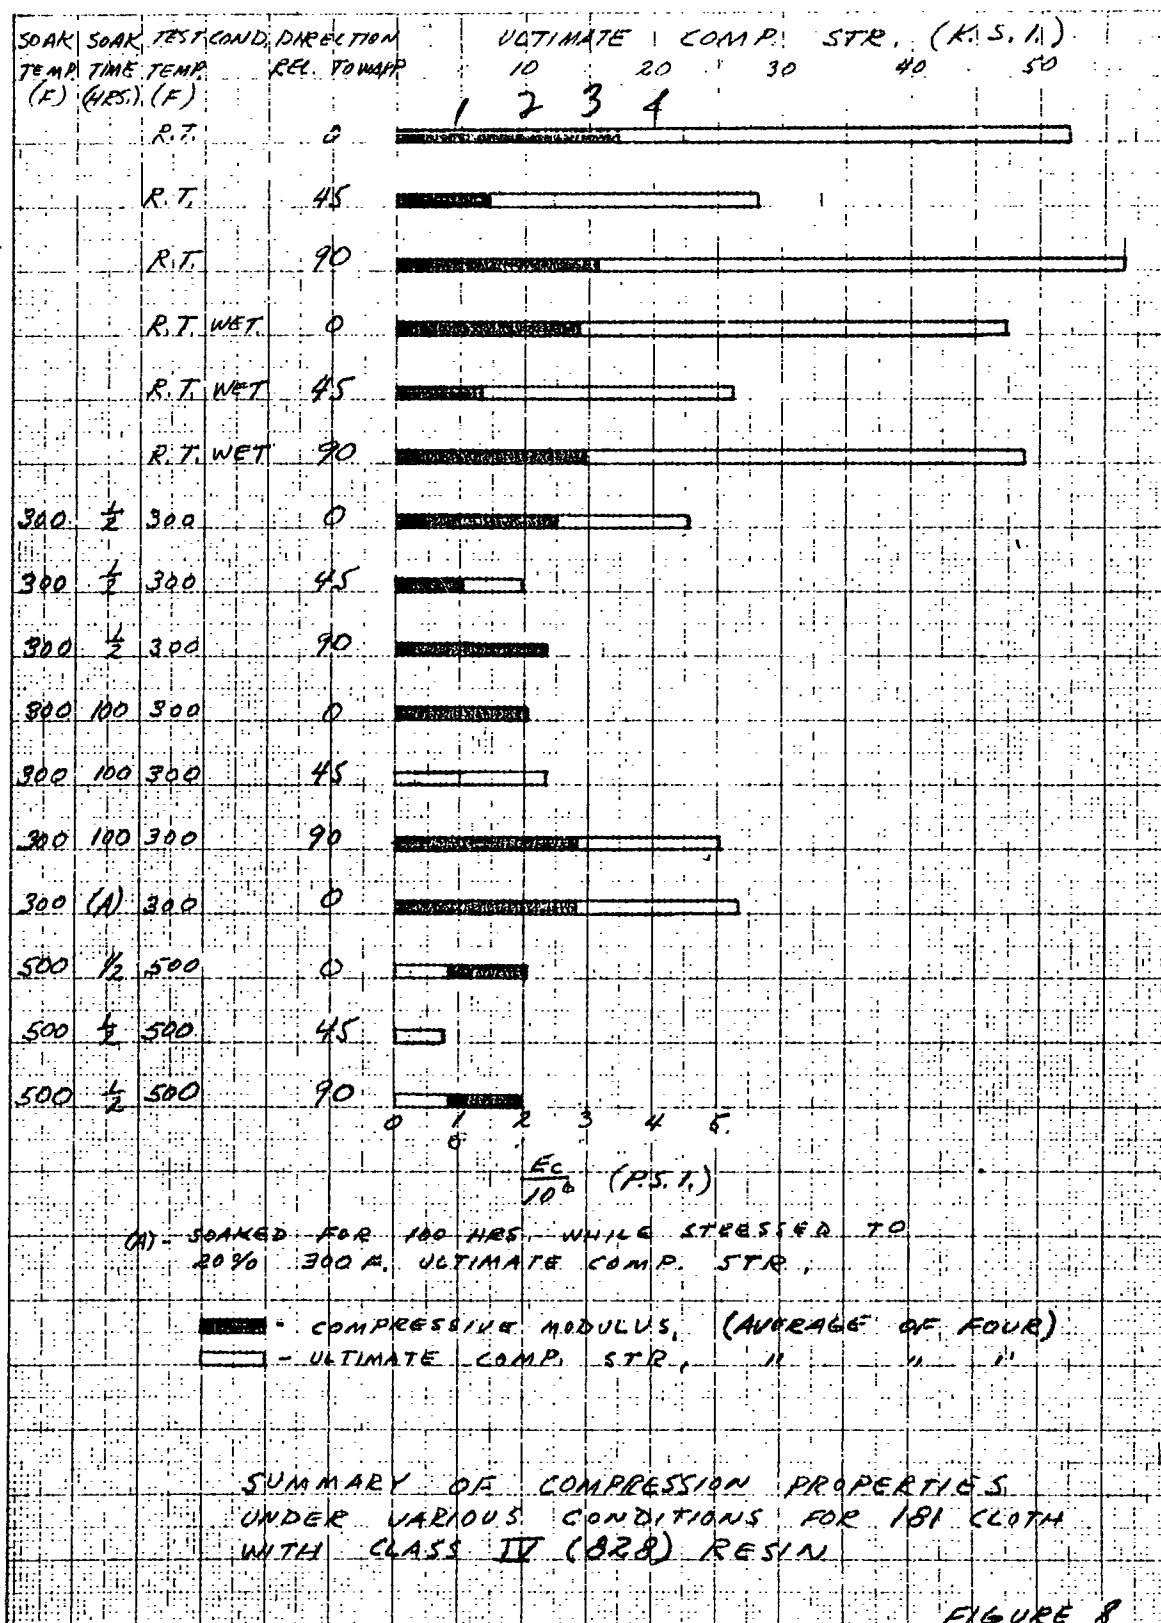 SOAK SOAK TEST COND. DIRECTION ULTIMATE COMP. STR. (K.S.I.)
TEMP. TIME TEMP. REL. TO WARP 10 20 30 40 50
(F) (HRS.) (F)
1 2 3 4
R.T. 0
R.T. 45
R.T. 90
R.T. WET 0
R.T. WET 45
R.T. WET 90
300 1/2 300 0
300 1/2 300 45
300 1/2 300 90
300 100 300 0
300 100 300 45
300 100 300 90
300 (A) 300 0
500 1/2 500 0
500 1/2 500 45
500 1/2 500 90
0 1 2 3 4 5
Ec/10⁶ (P.S.I.)
(A) - SOAKED FOR 100 HRS. WHILE STRESSED TO
20% 300 F. ULTIMATE COMP. STR.
- COMPRESSIVE MODULUS, (AVERAGE OF FOUR)
- ULTIMATE COMP. STR, " " "
SUMMARY OF COMPRESSION PROPERTIES
UNDER VARIOUS CONDITIONS FOR 181 CLOTH
WITH CLASS IV (828) RESIN
FIGURE 8